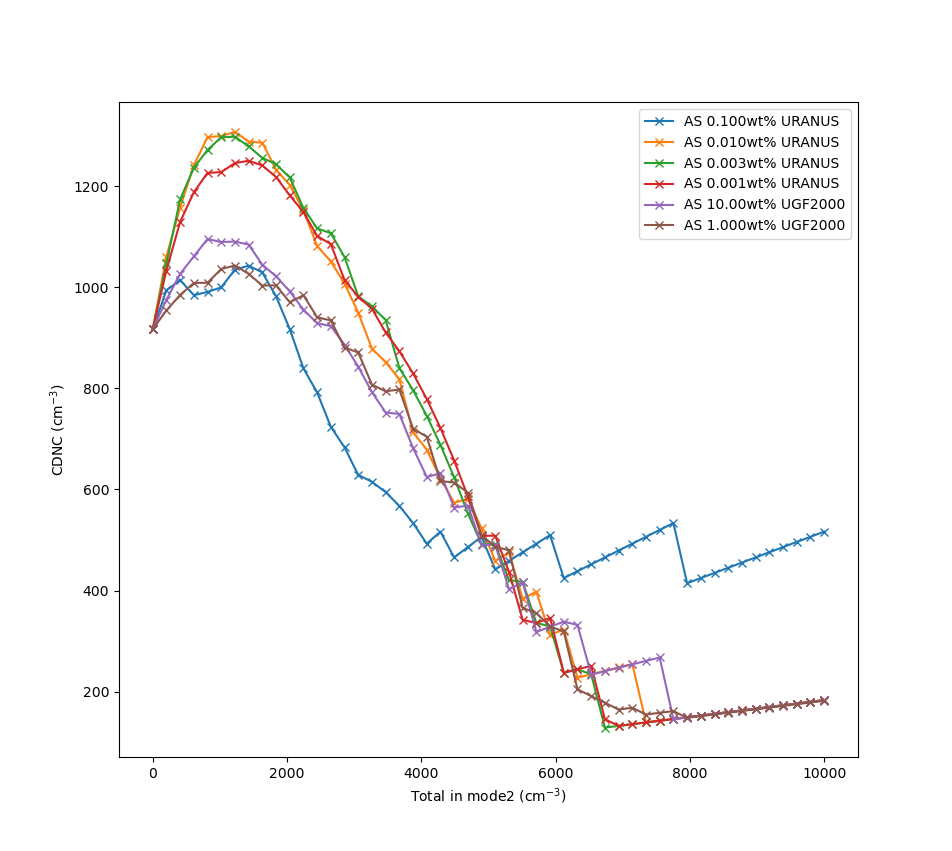 AS 0.100wt% URANUS
AS 0.010wt% URANUS
AS 0.003wt% URANUS
AS 0.001wt% URANUS
AS 10.00wt% UGF2000
AS 1.000wt% UGF2000
1200
1000
800
600
400
200
CDNC (cm⁻³)
0 2000 4000 6000 8000 10000
Total in mode2 (cm⁻³)